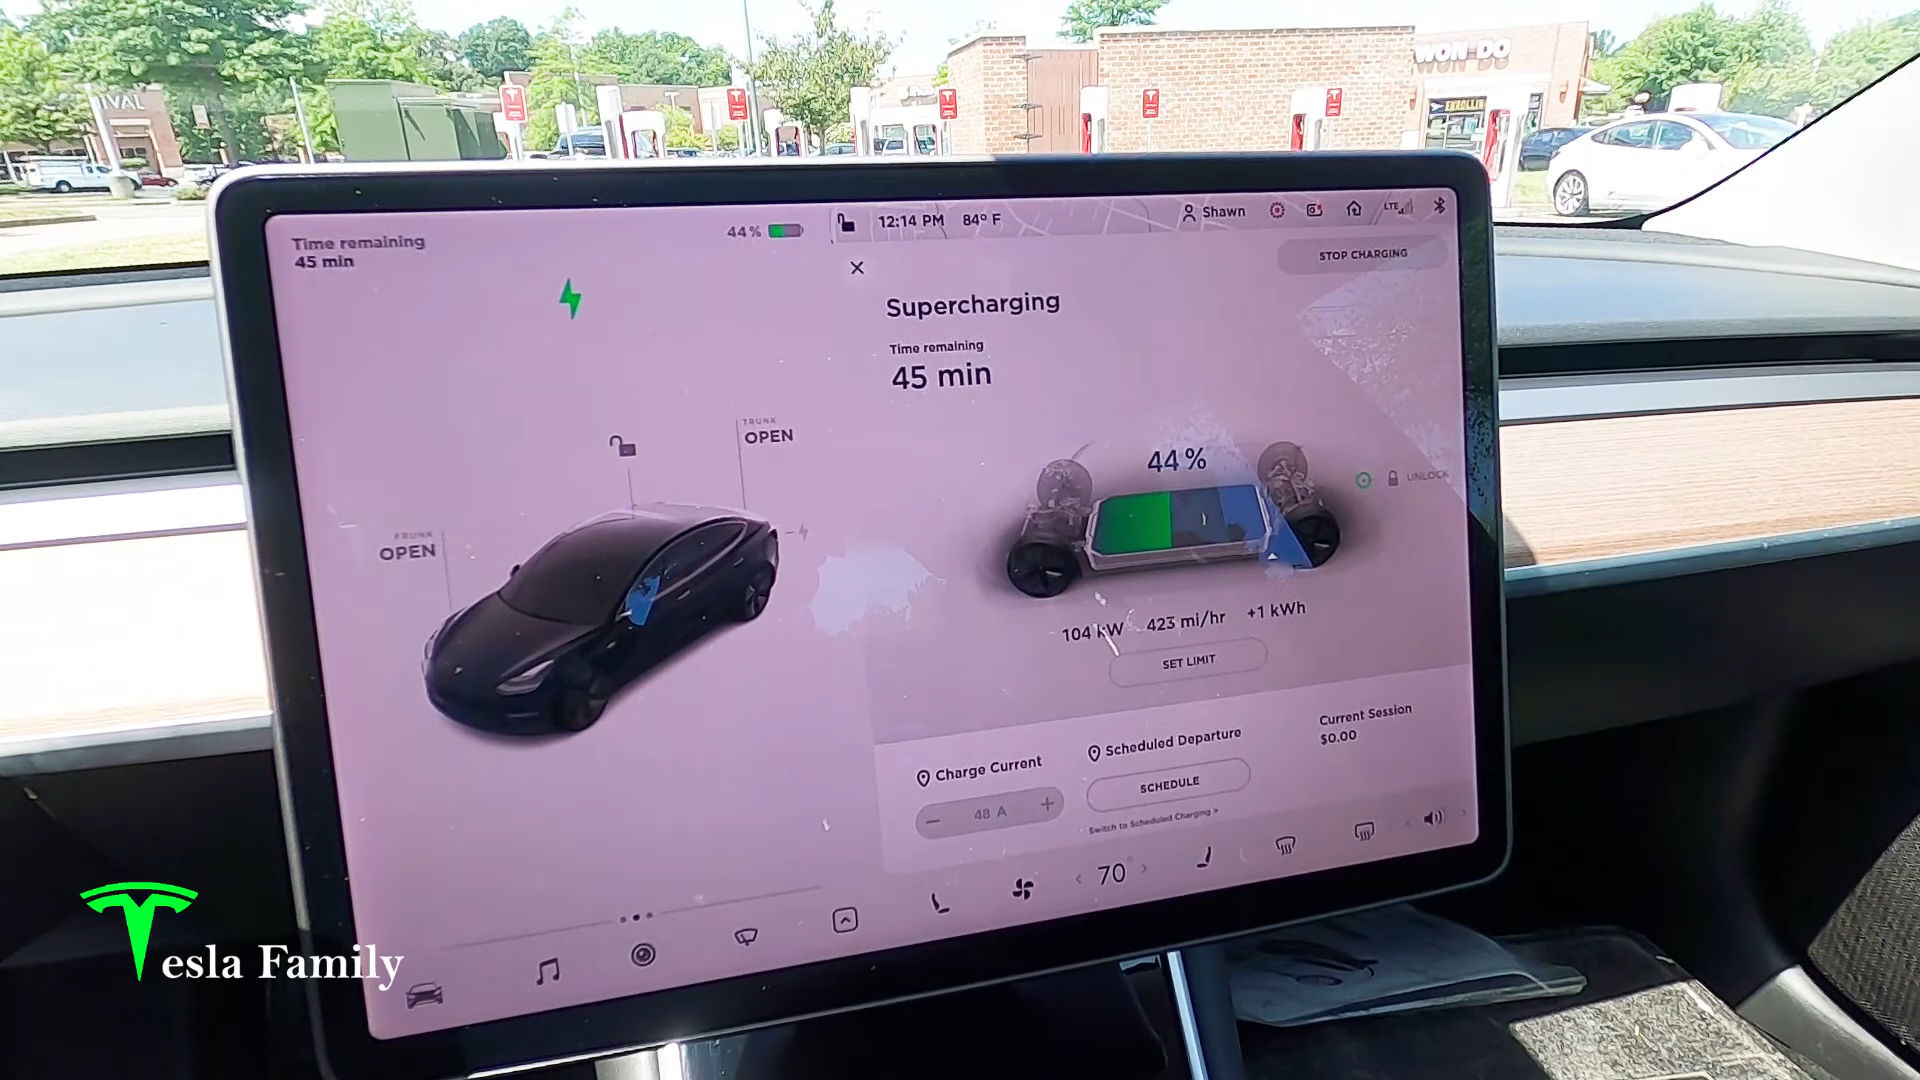 WON·DO
IVAL
Time remaining
45 min
44%
12:14 PM 84° F
Shawn
LTE
STOP CHARGING
Supercharging
Time remaining
45 min
TRUNK
OPEN
FRUNK
OPEN
44%
UNLOCK
104 kW 423 mi/hr +1 kWh
SET LIMIT
Charge Current
48 A
Scheduled Departure
SCHEDULE
Switch to Scheduled Charging >
Current Session
$0.00
70°
Tesla Family